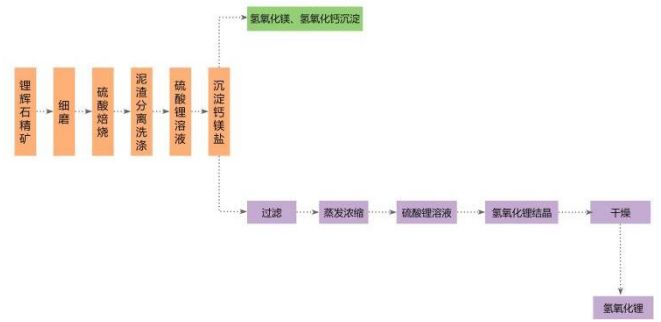 锂辉石精矿
细磨
硫酸焙烧
泥渣分离洗涤
硫酸锂溶液
沉淀钙镁盐
氢氧化镁、氢氧化钙沉淀
过滤
蒸发浓缩
硫酸锂溶液
氢氧化锂结晶
干燥
氢氧化锂